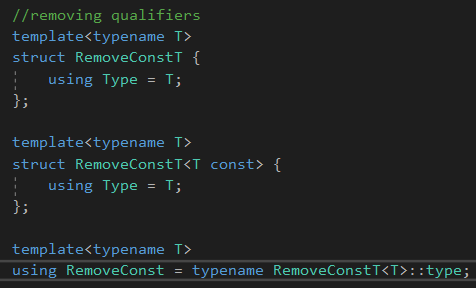 //removing qualifiers
template<typename T>
struct RemoveConstT {
    using Type = T;
};

template<typename T>
struct RemoveConstT<T const> {
    using Type = T;
};

template<typename T>
using RemoveConst = typename RemoveConstT<T>::type;